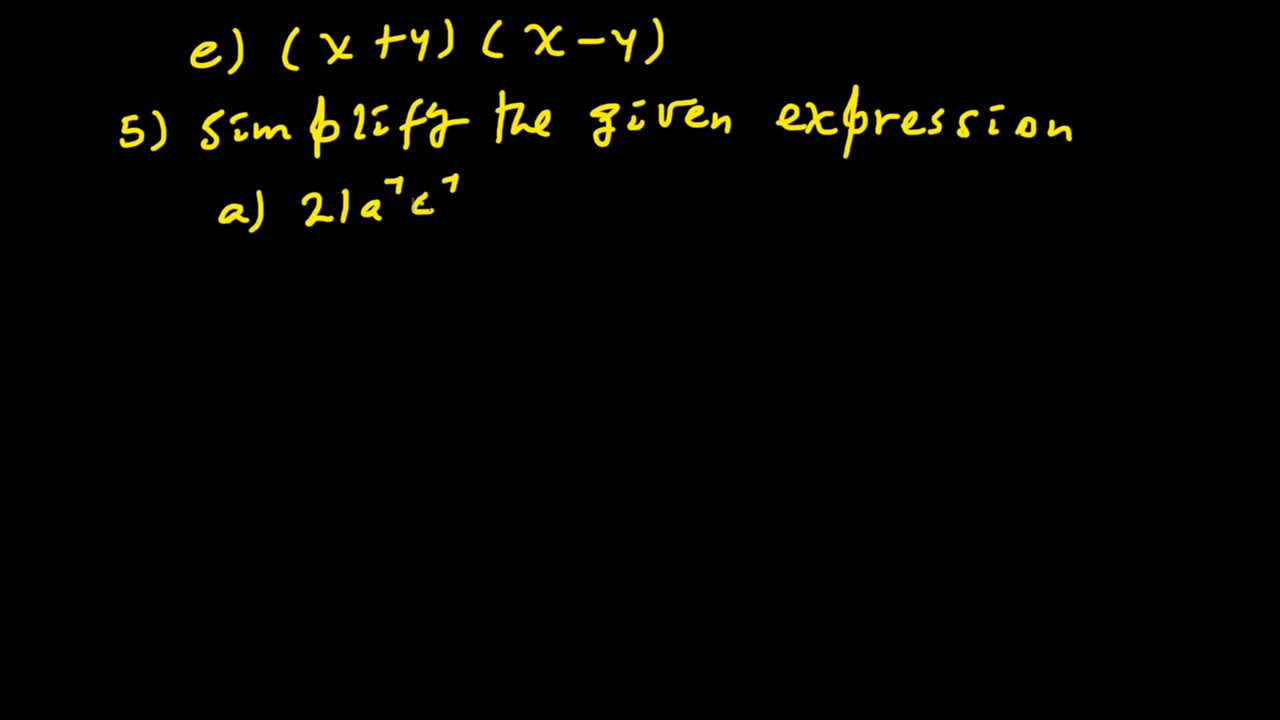 e) (x+y) (x-y)
5) simplify the given expression
a) 21a⁷c⁷